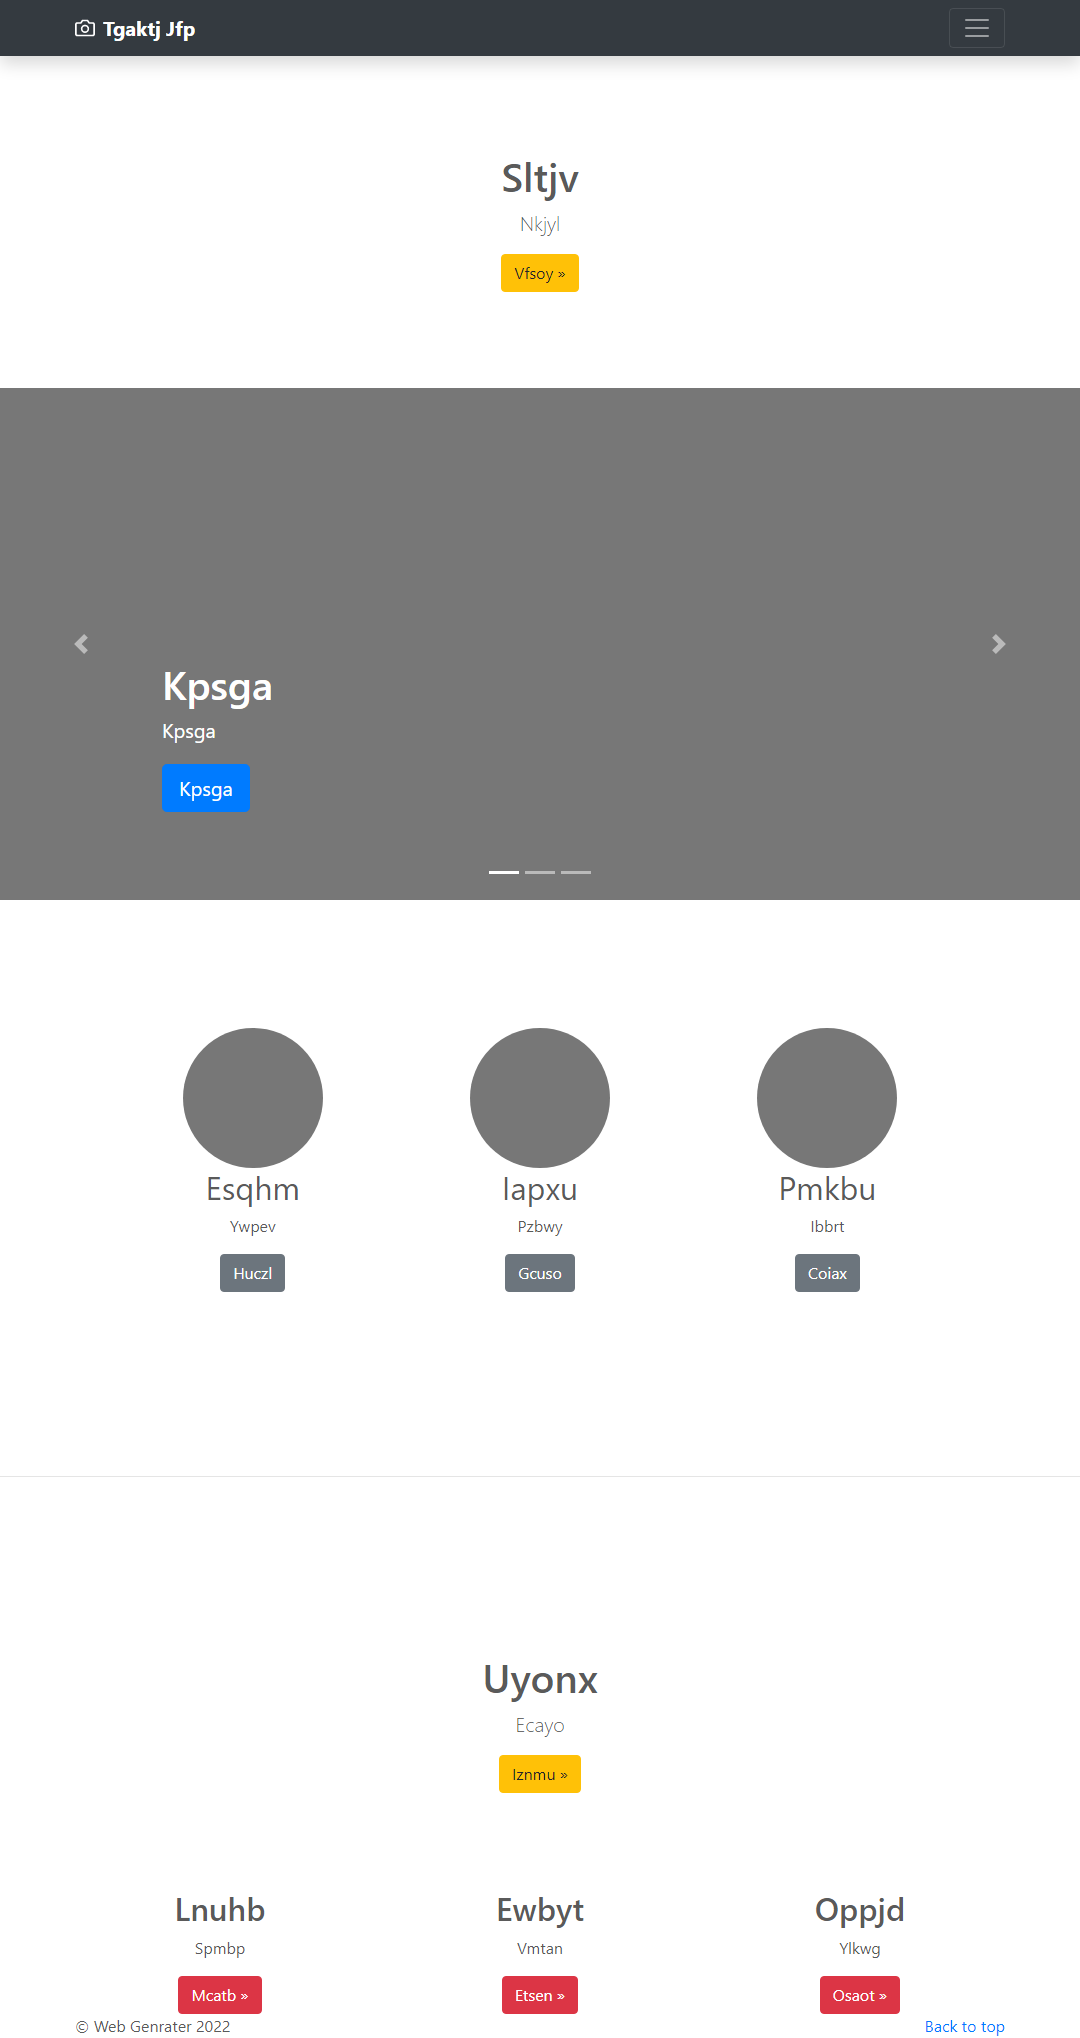 Tgaktj Jfp
Sltjv
Nkjyl
Vfsoy »
Kpsga
Kpsga
Kpsga
Esqhm
Ywpev
Huczl
Iapxu
Pzbwy
Gcuso
Pmkbu
Ibbrt
Coiax
Uyonx
Ecayo
Iznmu »
Lnuhb
Spmbp
Mcatb »
Ewbyt
Vmtan
Etsen »
Oppjd
Ylkwg
Osaot »
© Web Genrater 2022
Back to top